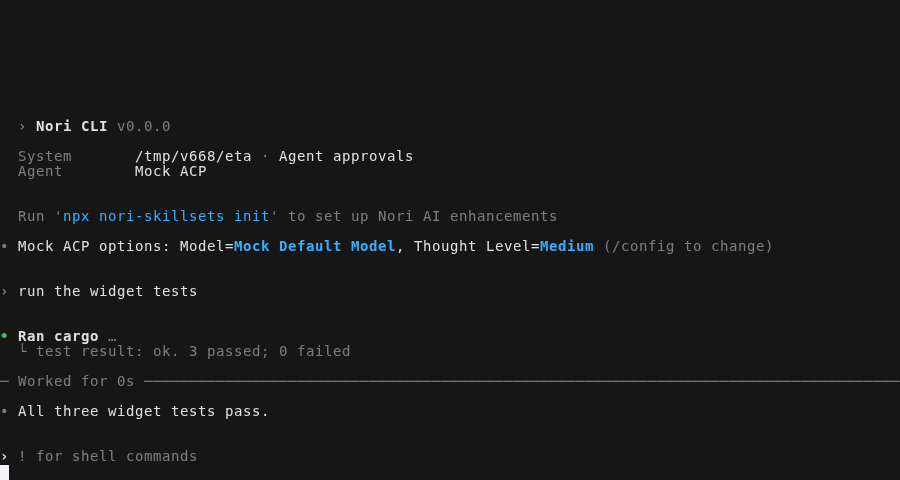 › Nori CLI v0.0.0
System /tmp/v668/eta · Agent approvals
Agent Mock ACP
Run 'npx nori-skillsets init' to set up Nori AI enhancements
• Mock ACP options: Model=Mock Default Model, Thought Level=Medium (/config to change)
› run the widget tests
• Ran cargo …
└ test result: ok. 3 passed; 0 failed
─ Worked for 0s ────────────────────────────────────────
• All three widget tests pass.
› ! for shell commands